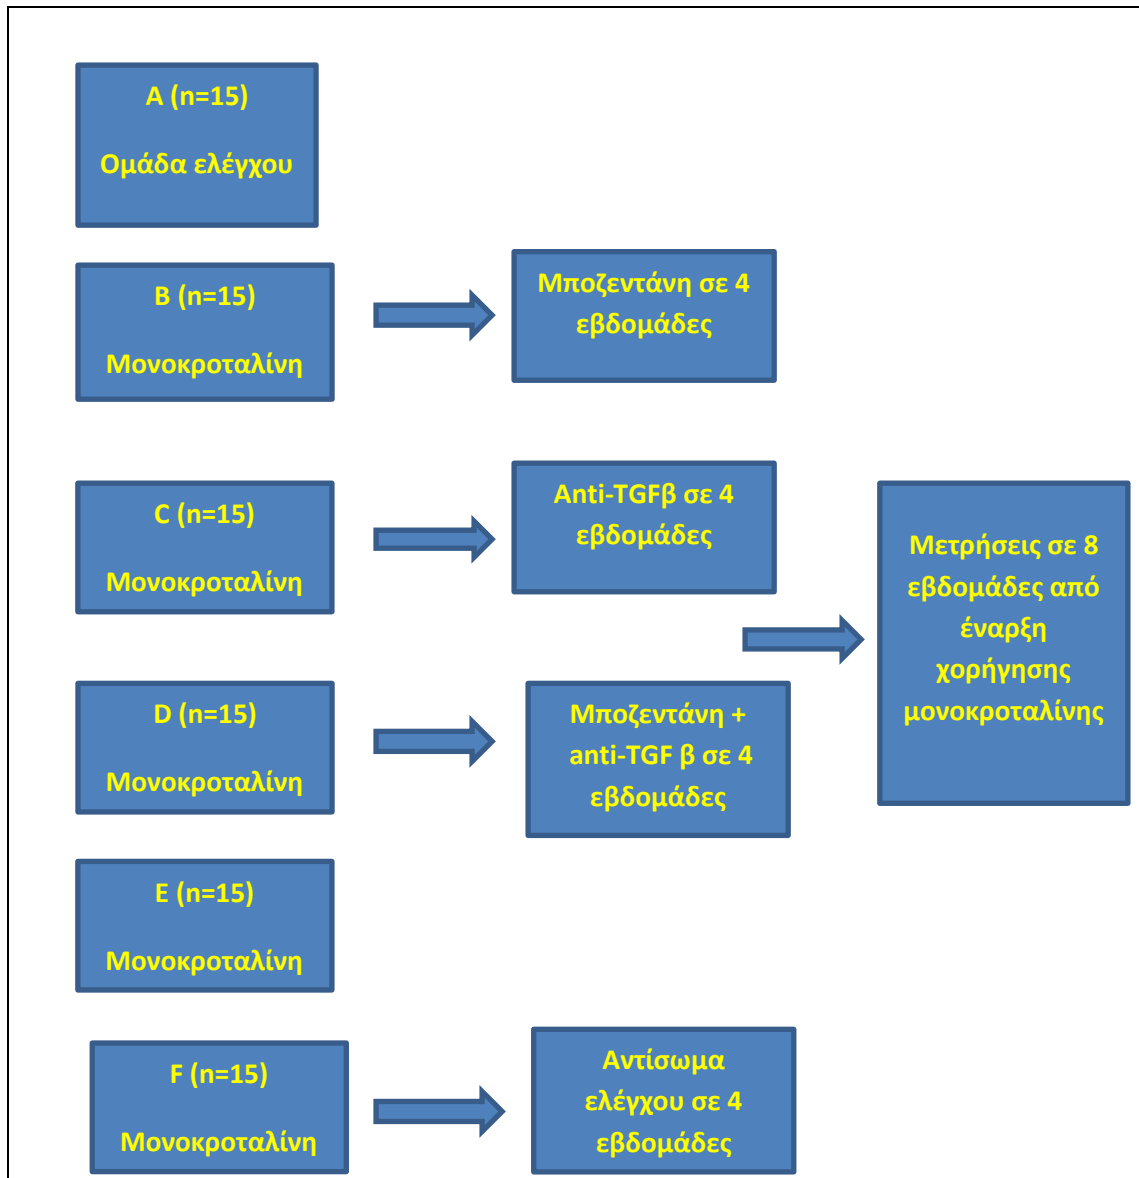 Α (n=15)
Ομάδα ελέγχου
Β (n=15)
Μονοκροταλίνη
Μποζεντάνη σε 4
εβδομάδες
C (n=15)
Μονοκροταλίνη
Anti-TGFβ σε 4
εβδομάδες
D (n=15)
Μονοκροταλίνη
Μποζεντάνη +
anti-TGF β σε 4
εβδομάδες
Μετρήσεις σε 8
εβδομάδες από
έναρξη
χορήγησης
μονοκροταλίνης
E (n=15)
Μονοκροταλίνη
F (n=15)
Μονοκροταλίνη
Αντίσωμα
ελέγχου σε 4
εβδομάδες